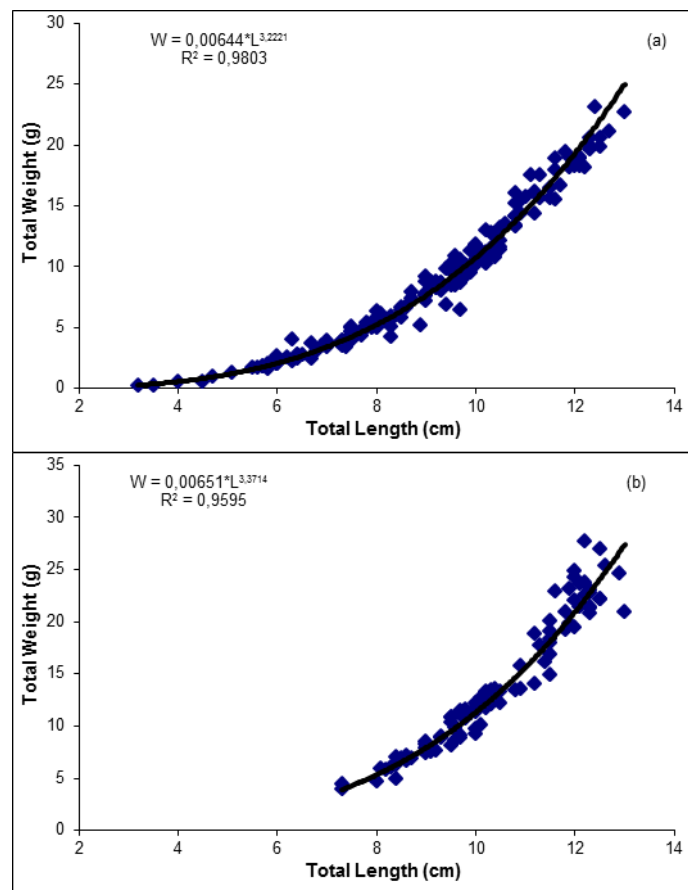 W = 0,00644*L3,2221
R² = 0,9803
(a)
30
25
20
15
10
5
0
Total Weight (g)
2 4 6 8 10 12 14
Total Length (cm)
W = 0,00651*L3,3714
R² = 0,9595
(b)
35
30
25
20
15
10
5
0
Total Weight (g)
2 4 6 8 10 12 14
Total Length (cm)